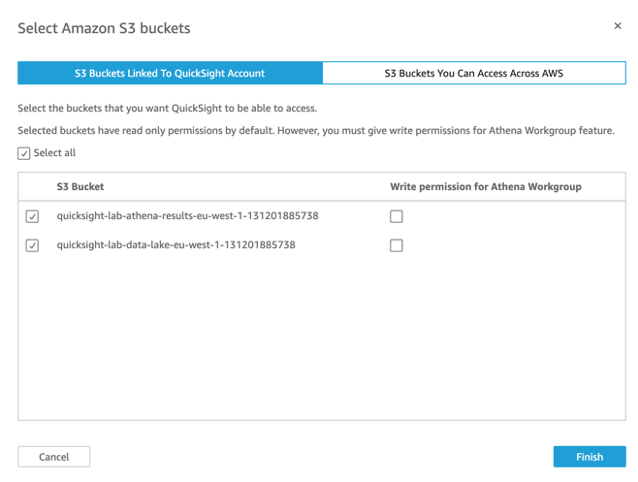 Select Amazon S3 buckets
×
S3 Buckets Linked To QuickSight Account
S3 Buckets You Can Access Across AWS
Select the buckets that you want QuickSight to be able to access.
Selected buckets have read only permissions by default. However, you must give write permissions for Athena Workgroup feature.
Select all
S3 Bucket
Write permission for Athena Workgroup
quicksight-lab-athena-results-eu-west-1-131201885738
quicksight-lab-data-lake-eu-west-1-131201885738
Cancel
Finish